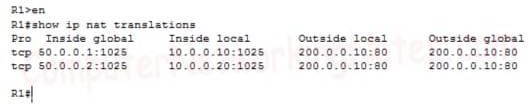 R1>en
R1#show ip nat translations
Pro Inside global Inside local Outside local Outside global
tcp 50.0.0.1:1025 10.0.0.10:1025 200.0.0.10:80 200.0.0.10:80
tcp 50.0.0.2:1025 10.0.0.20:1025 200.0.0.10:80 200.0.0.10:80
R1#